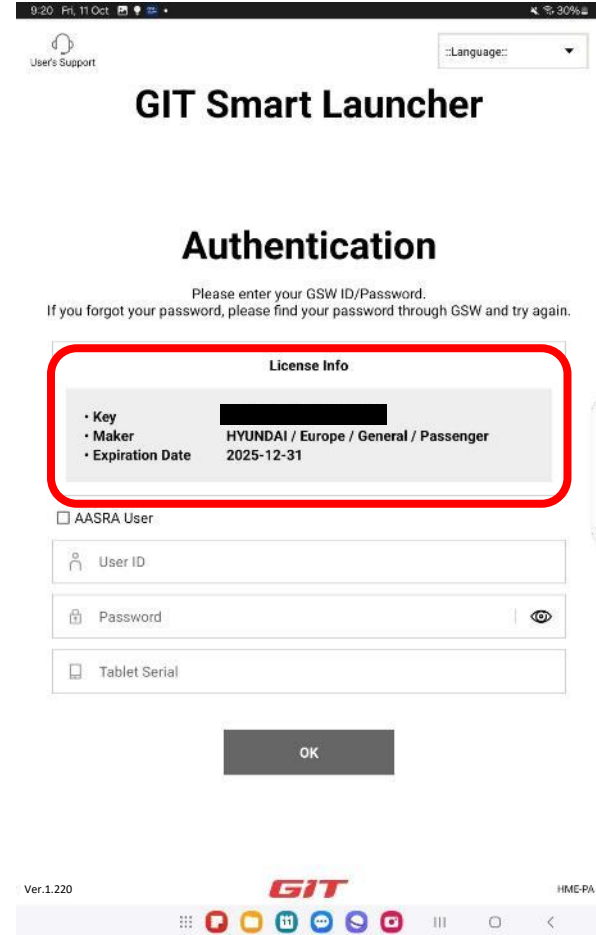 9:20 Fri, 11 Oct
30%
User's Support
::Language::
GIT Smart Launcher
Authentication
Please enter your GSW ID/Password.
If you forgot your password, please find your password through GSW and try again.
License Info
• Key
• Maker HYUNDAI / Europe / General / Passenger
• Expiration Date 2025-12-31
AASRA User
User ID
Password
Tablet Serial
OK
Ver.1.220
GIT
HME-PA
11